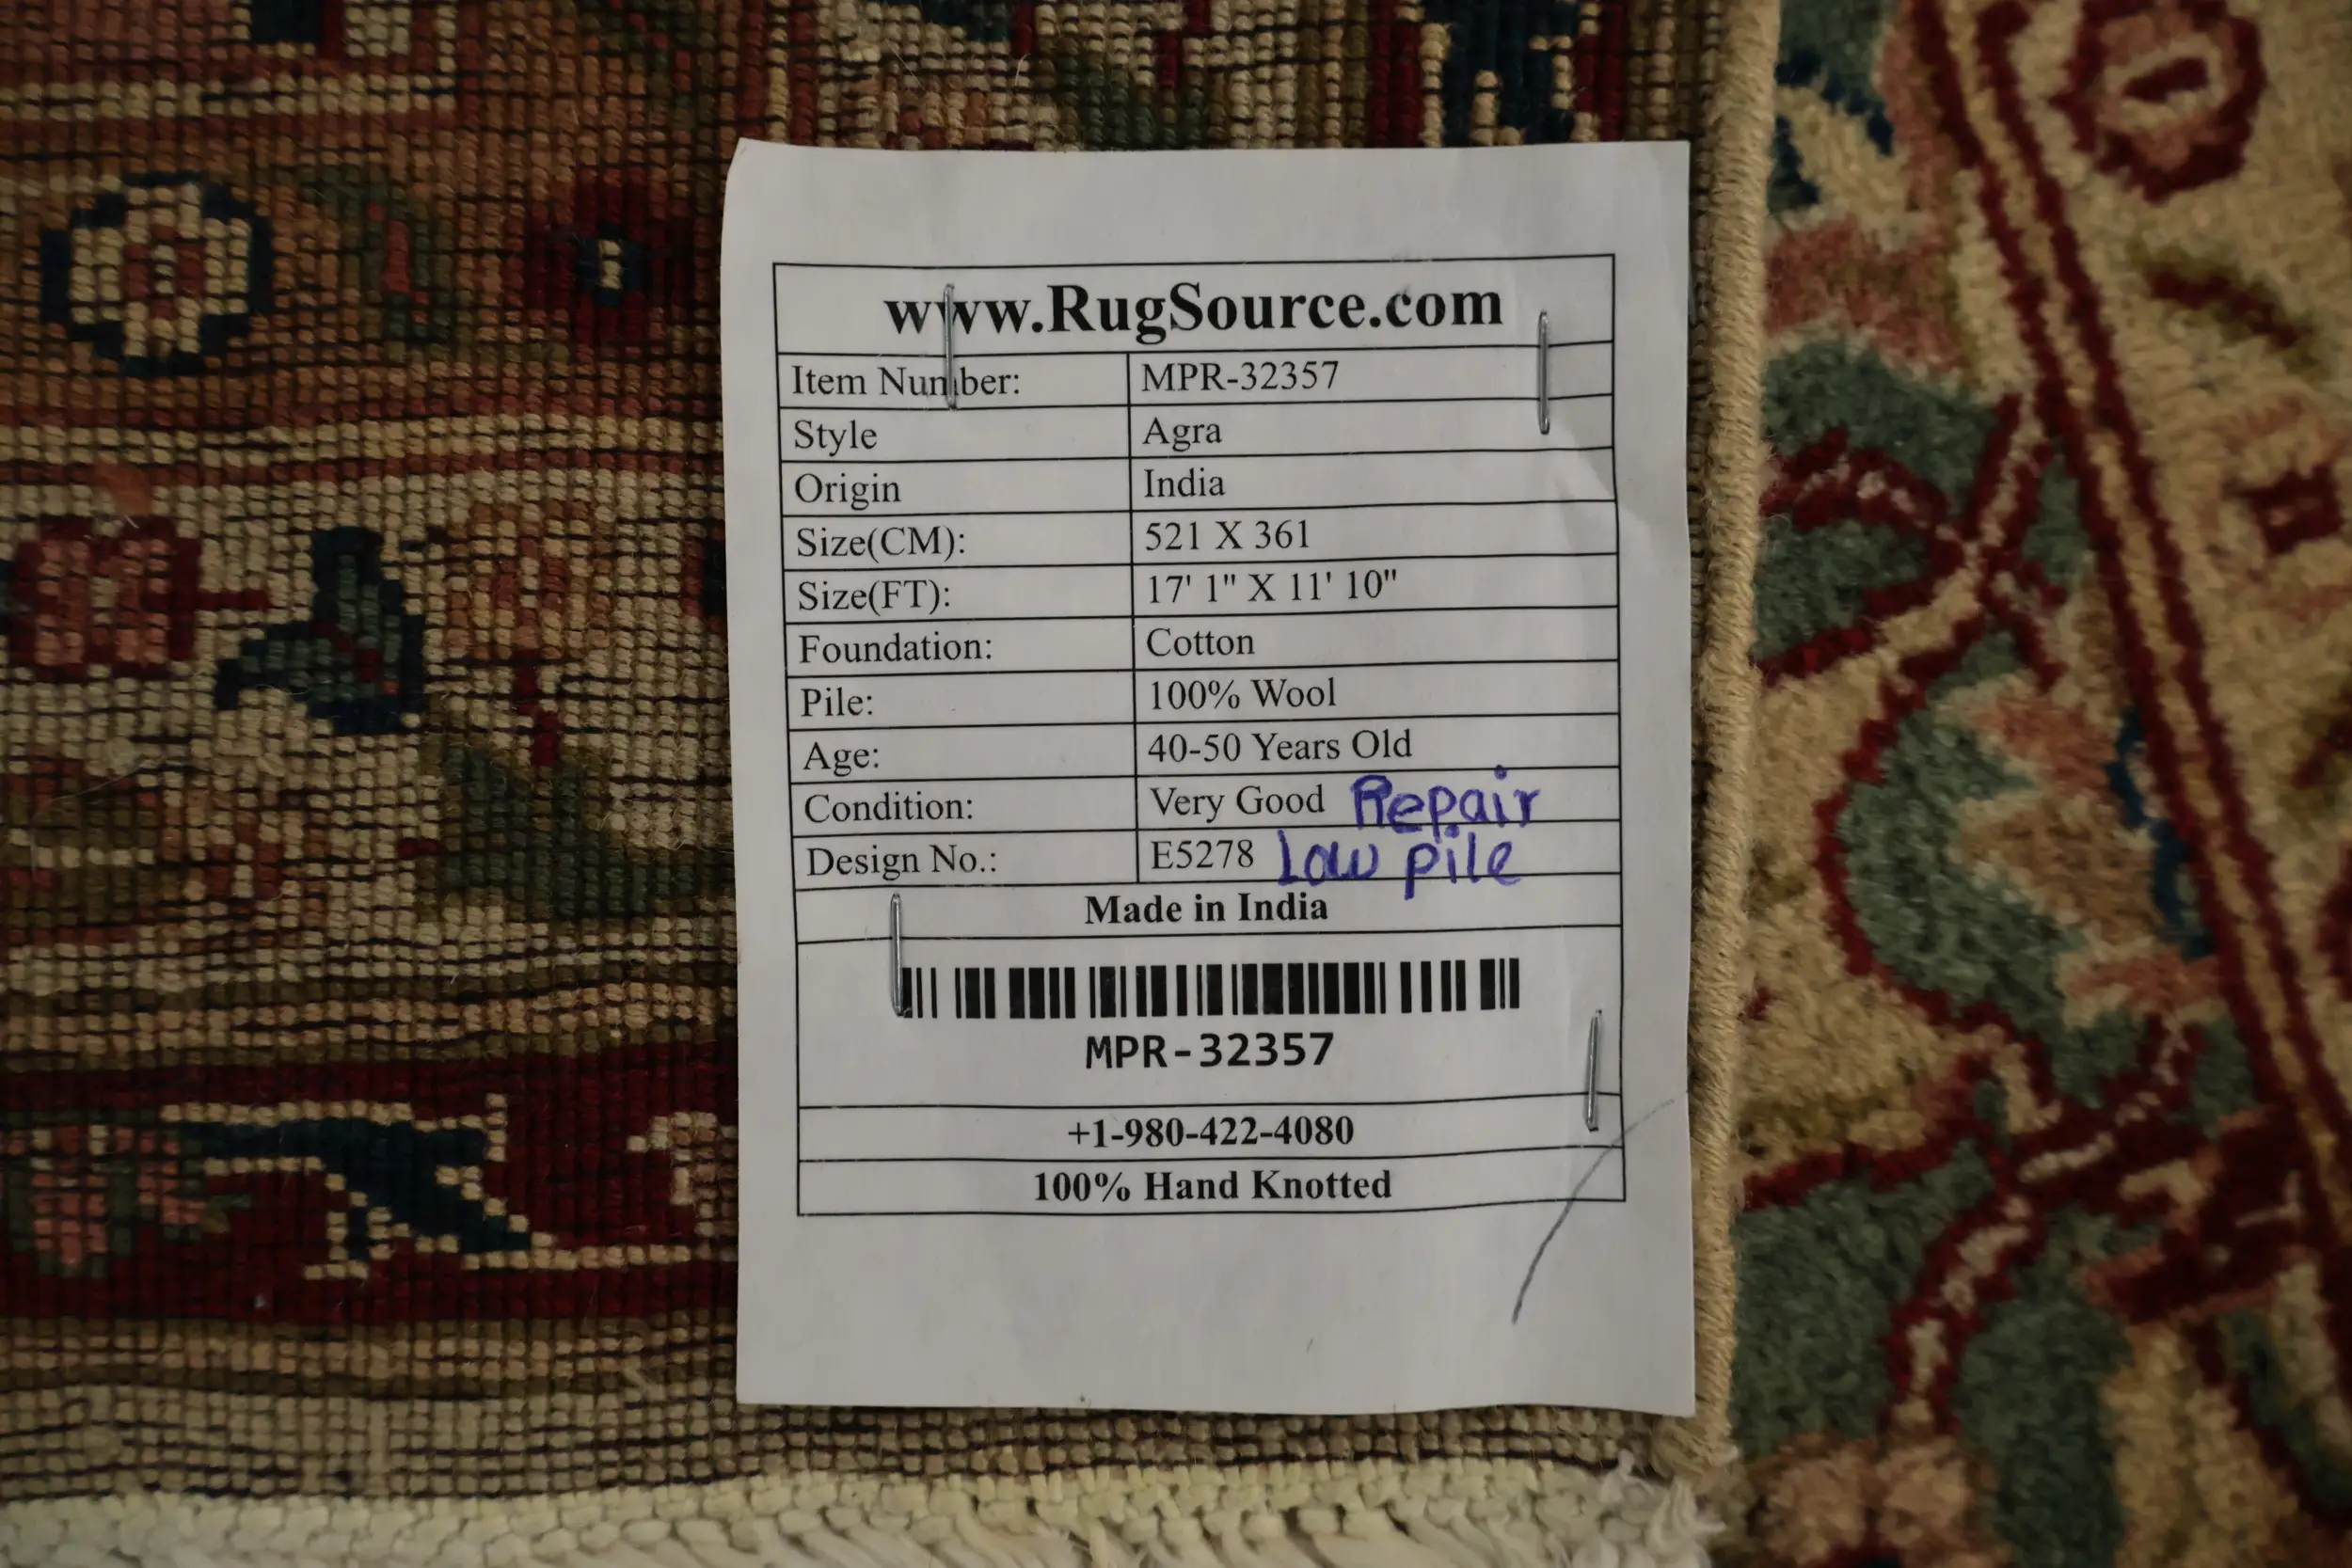 www.RugSource.com
Item Number: MPR-32357
Style Agra
Origin India
Size(CM): 521 X 361
Size(FT): 17' 1" X 11' 10"
Foundation: Cotton
Pile: 100% Wool
Age: 40-50 Years Old
Condition: Very Good Repair
Design No.: E5278 Low pile
Made in India
MPR-32357
+1-980-422-4080
100% Hand Knotted